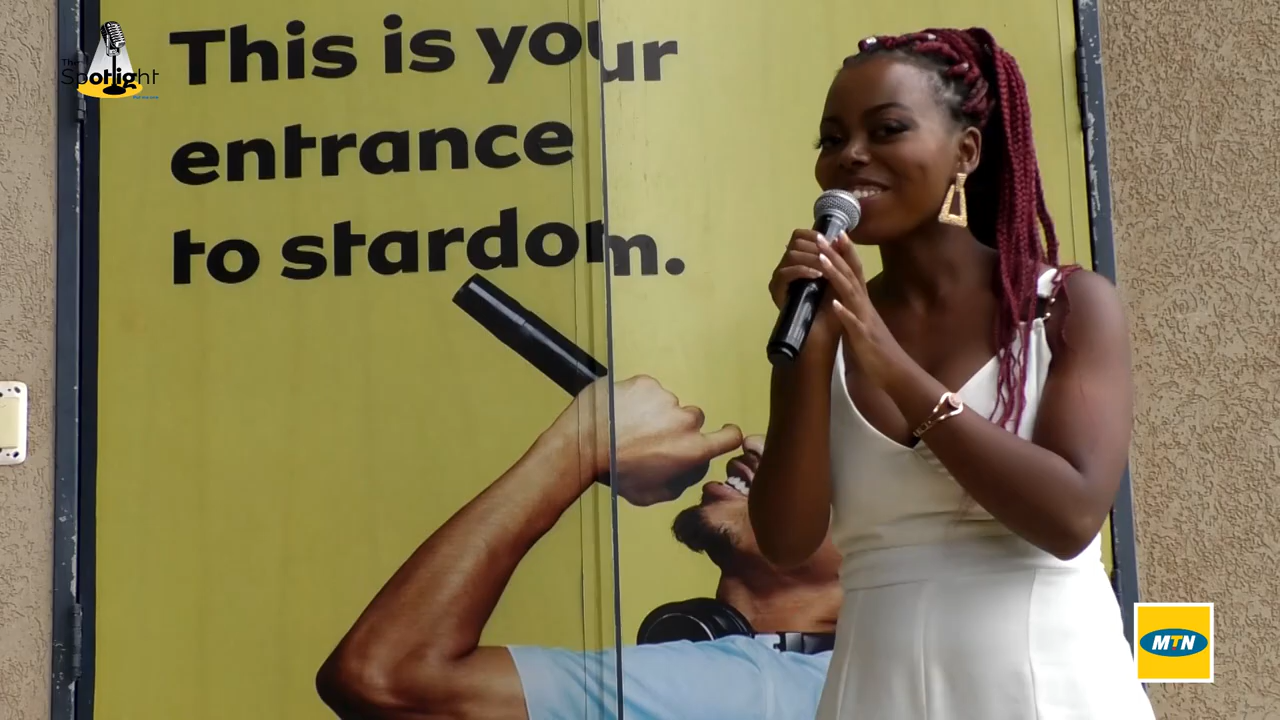 The
Spotlight
This is your
entrance
to stardom.
MTN